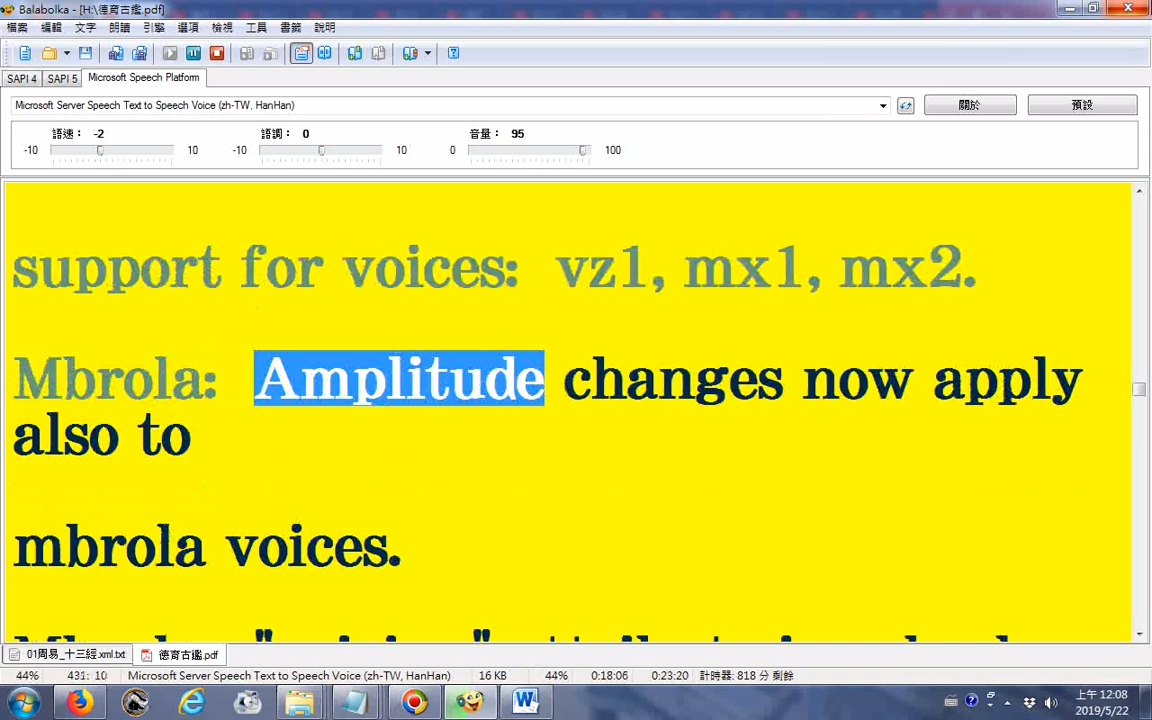 Balabolka - [H:\德育古鑑.pdf]
檔案 編輯 文字 朗讀 引擎 選項 檢視 工具 書籤 說明
SAPI 4 SAPI 5 Microsoft Speech Platform
Microsoft Server Speech Text to Speech Voice (zh-TW, HanHan) 關於 預設
語速： -2 語調： 0 音量： 95
-10 10 -10 10 0 100
support for voices: vz1, mx1, mx2.
Mbrola: Amplitude changes now apply
also to
mbrola voices.
01周易_十三經.xml.txt 德育古鑑.pdf
44% 431: 10 Microsoft Server Speech Text to Speech Voice (zh-TW, HanHan) 16 KB 44% 0:18:06 0:23:20 計時器: 818 分 剩餘
上午 12:08
2019/5/22